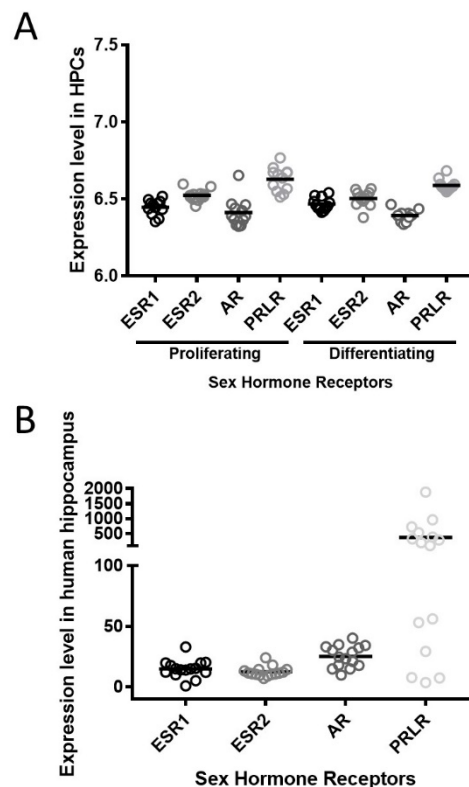 A
Expression level in HPCs
7.5
7.0
6.5
6.0
ESR1 ESR2 AR PRLR ESR1 ESR2 AR PRLR
Proliferating Differentiating
Sex Hormone Receptors
B
Expression level in human hippocampus
2000
1500
1000
500
100
50
0
ESR1 ESR2 AR PRLR
Sex Hormone Receptors